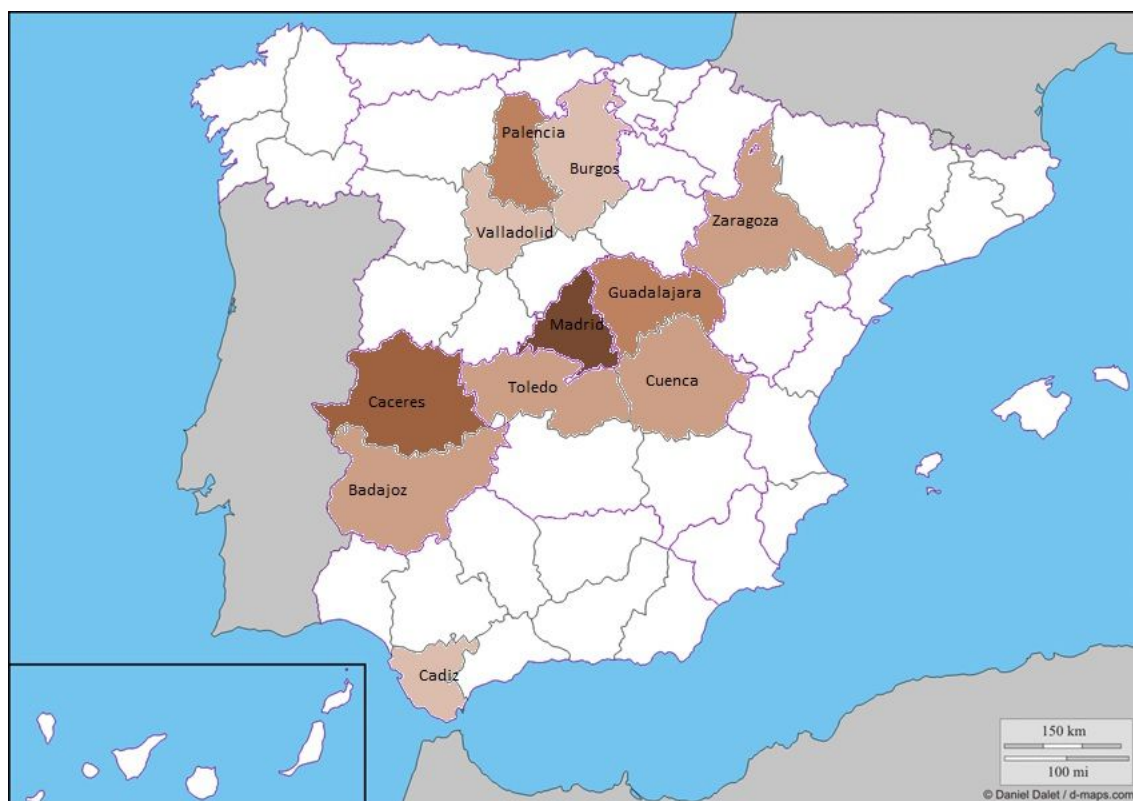 Palencia
Burgos
Zaragoza
Valladolid
Guadalajara
Madrid
Cuenca
Toledo
Caceres
Badajoz
Cadiz
150 km
100 mi
© Daniel Dalet / d-maps.com